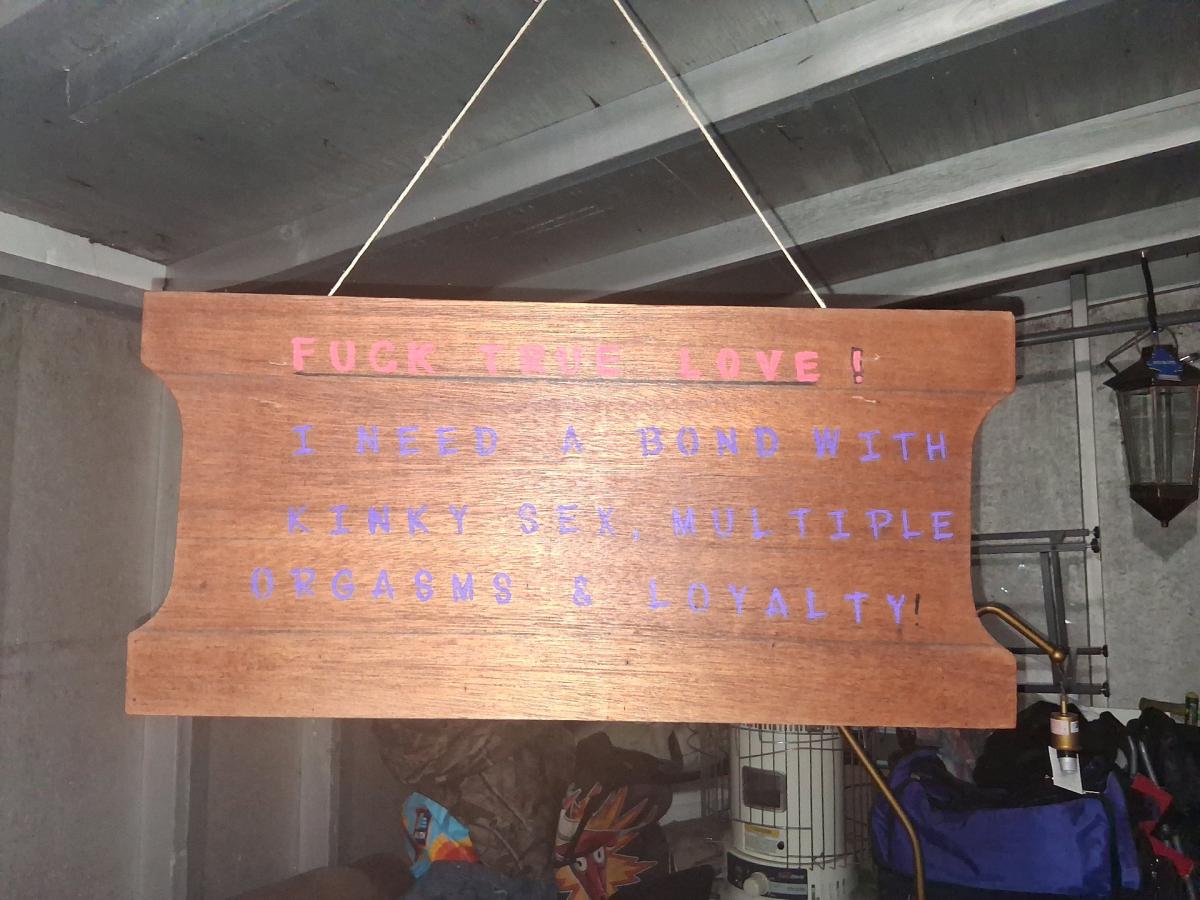 FUCK TRUE LOVE!
I NEED A BOND WITH
KINKY SEX, MULTIPLE
ORGASMS & LOYALTY!